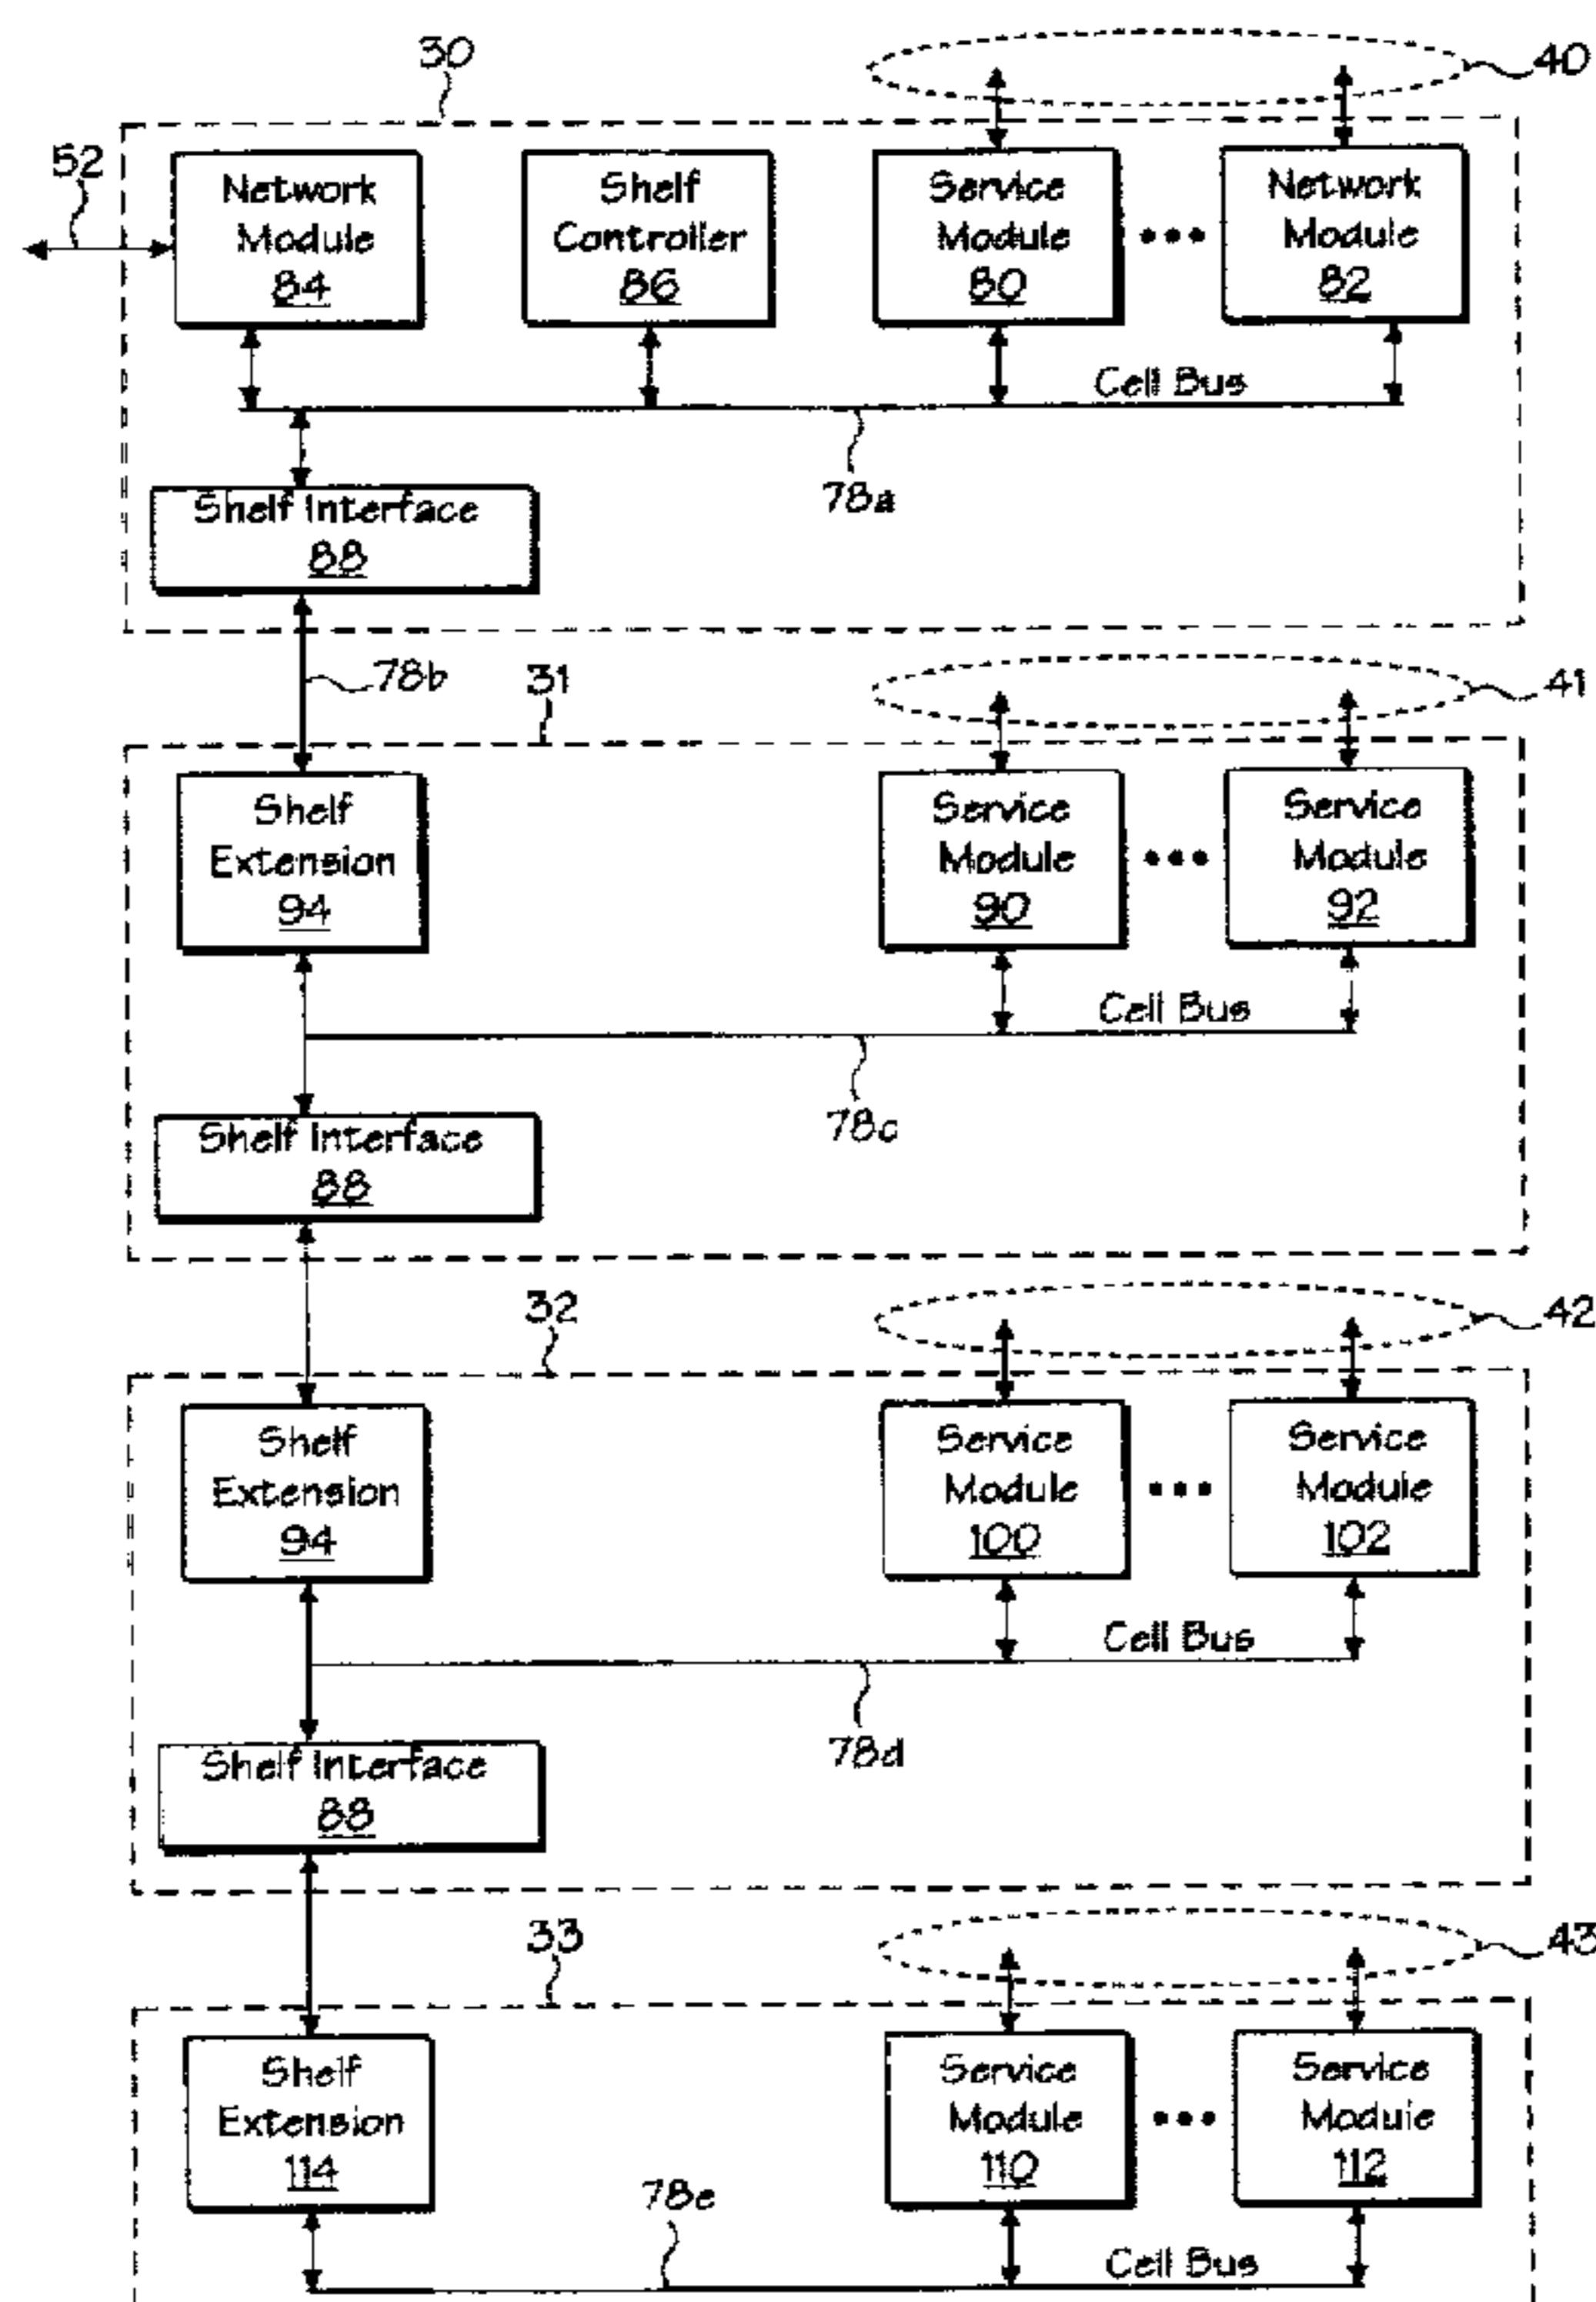 30
40
52
Network
Module
84
Shelf
Controller
86
Service
Module
80
Network
Module
82
Cell Bus
78a
Shelf Interface
88
78b
31
41
Shelf
Extension
94
Service
Module
90
Service
Module
92
Cell Bus
78c
Shelf Interface
88
32
42
Shelf
Extension
94
Service
Module
100
Service
Module
102
Cell Bus
78d
Shelf Interface
88
33
43
Shelf
Extension
114
Service
Module
110
Service
Module
112
78e
Cell Bus